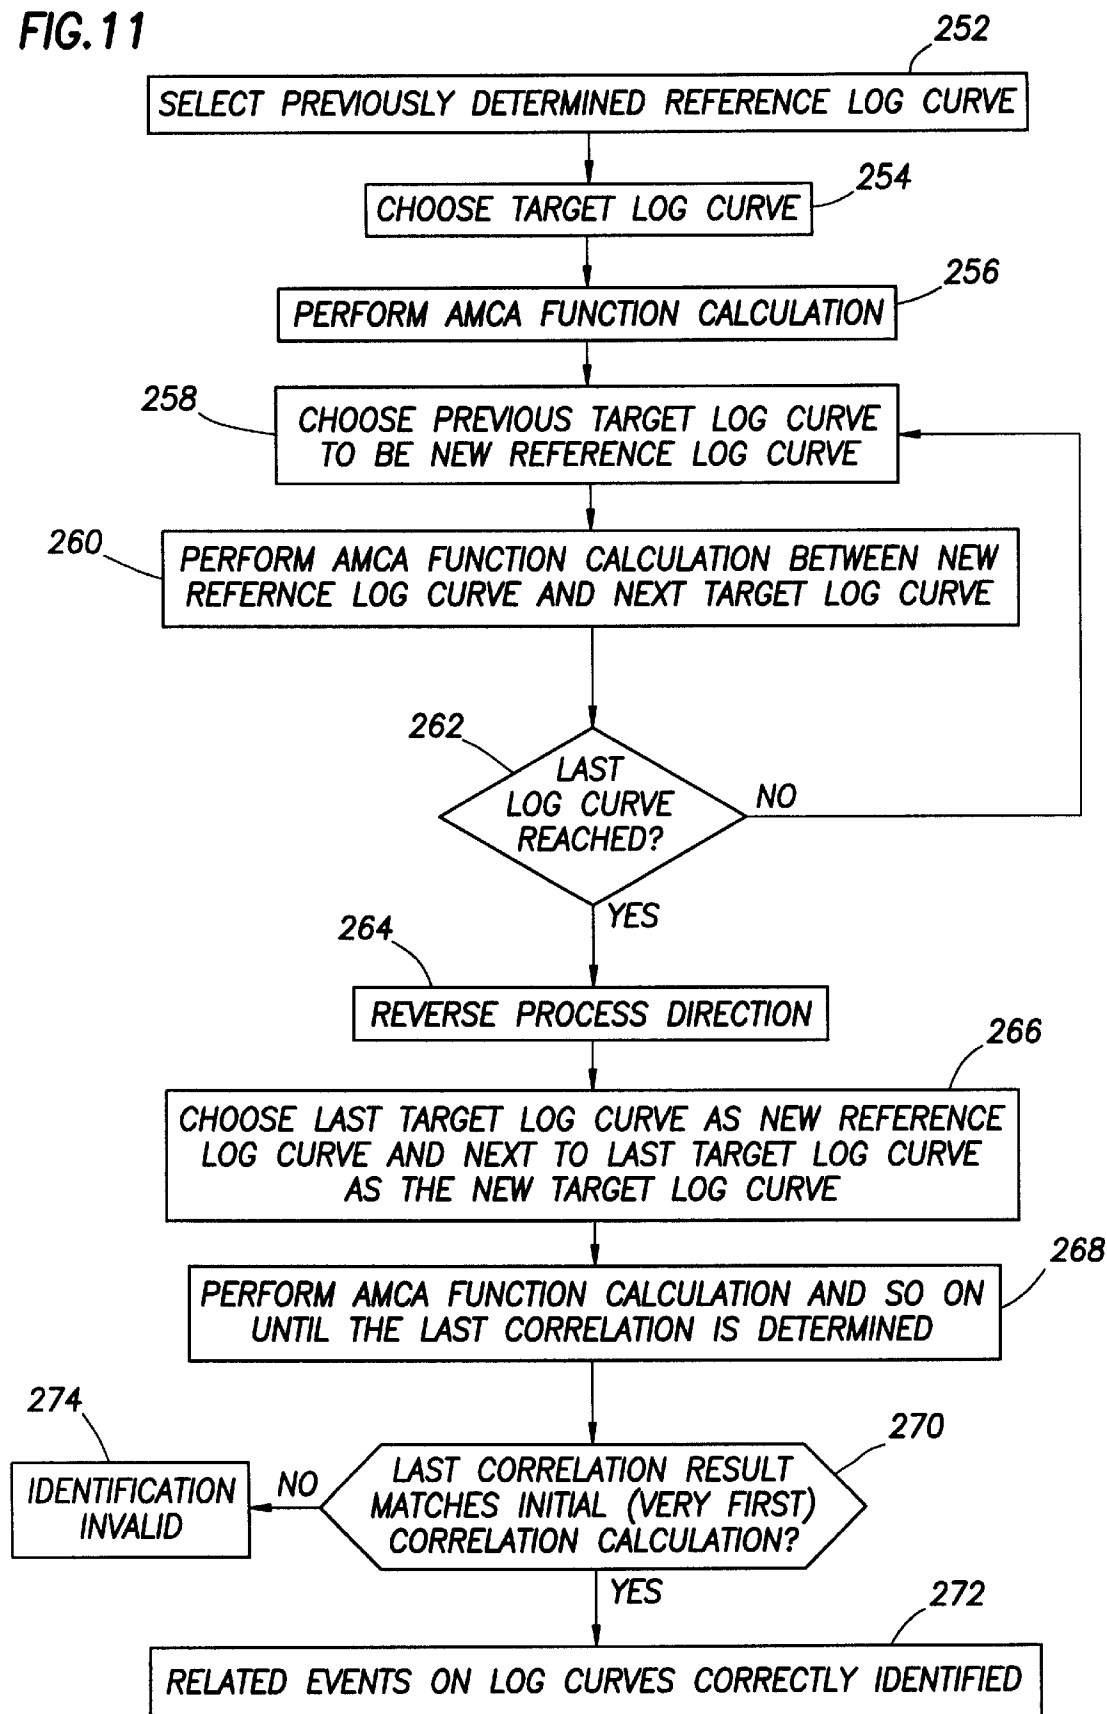 FIG.11
252
SELECT PREVIOUSLY DETERMINED REFERENCE LOG CURVE
254
CHOOSE TARGET LOG CURVE
256
PERFORM AMCA FUNCTION CALCULATION
258
CHOOSE PREVIOUS TARGET LOG CURVE
TO BE NEW REFERENCE LOG CURVE
260
PERFORM AMCA FUNCTION CALCULATION BETWEEN NEW
REFERNCE LOG CURVE AND NEXT TARGET LOG CURVE
262
LAST
LOG CURVE
REACHED?
NO
YES
264
REVERSE PROCESS DIRECTION
266
CHOOSE LAST TARGET LOG CURVE AS NEW REFERENCE
LOG CURVE AND NEXT TO LAST TARGET LOG CURVE
AS THE NEW TARGET LOG CURVE
268
PERFORM AMCA FUNCTION CALCULATION AND SO ON
UNTIL THE LAST CORRELATION IS DETERMINED
270
LAST CORRELATION RESULT
MATCHES INITIAL (VERY FIRST)
CORRELATION CALCULATION?
NO
274
IDENTIFICATION
INVALID
YES
272
RELATED EVENTS ON LOG CURVES CORRECTLY IDENTIFIED